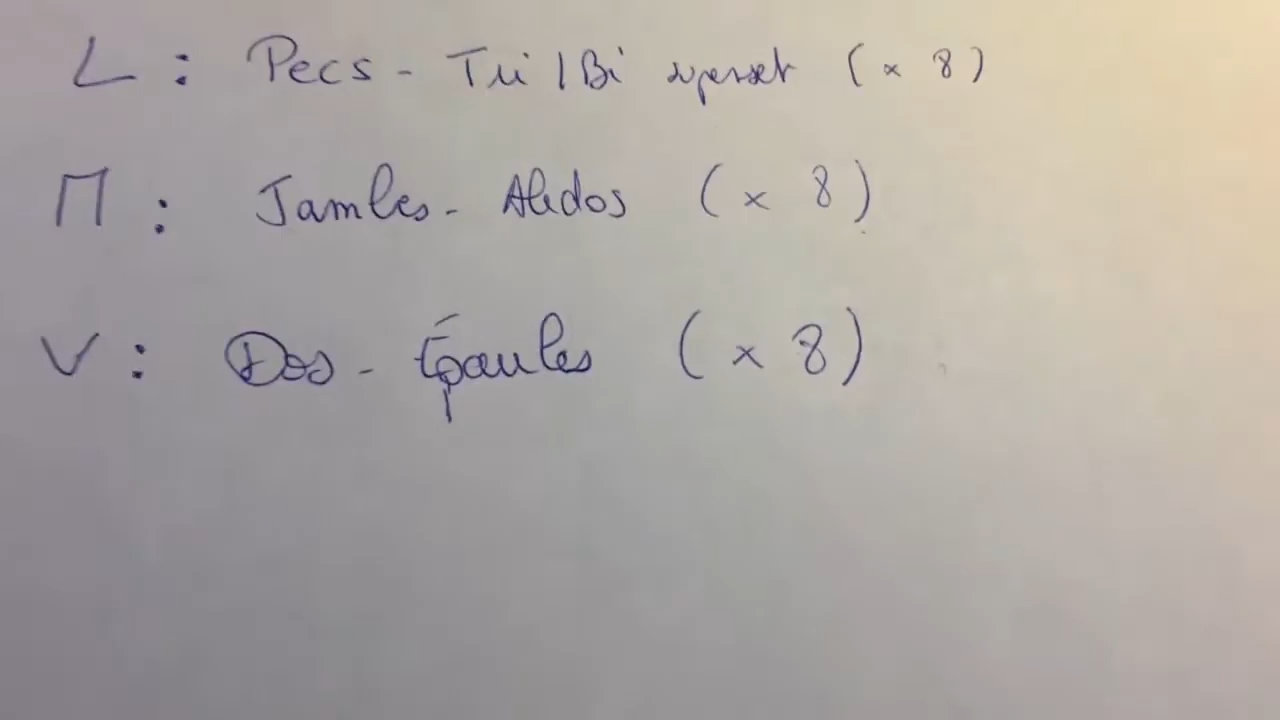 L : Pecs - Tri/Bi superset (x 8)
M : Jambes - Abdos (x 8)
V : Dos - Épaules (x 8)